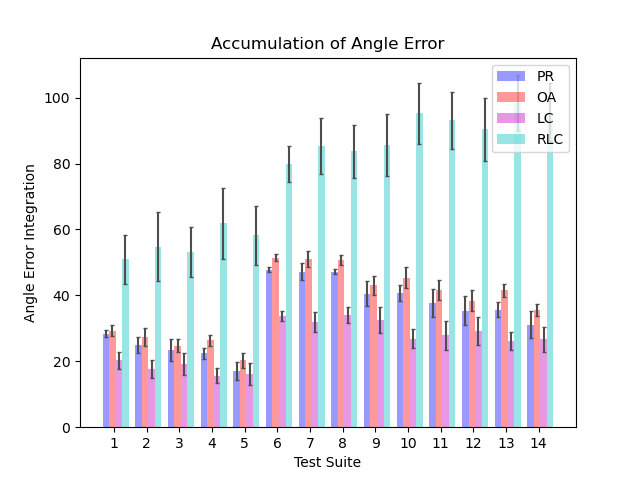 Accumulation of Angle Error
PR
OA
LC
RLC
100
80
60
40
20
0
Angle Error Integration
1 2 3 4 5 6 7 8 9 10 11 12 13 14
Test Suite